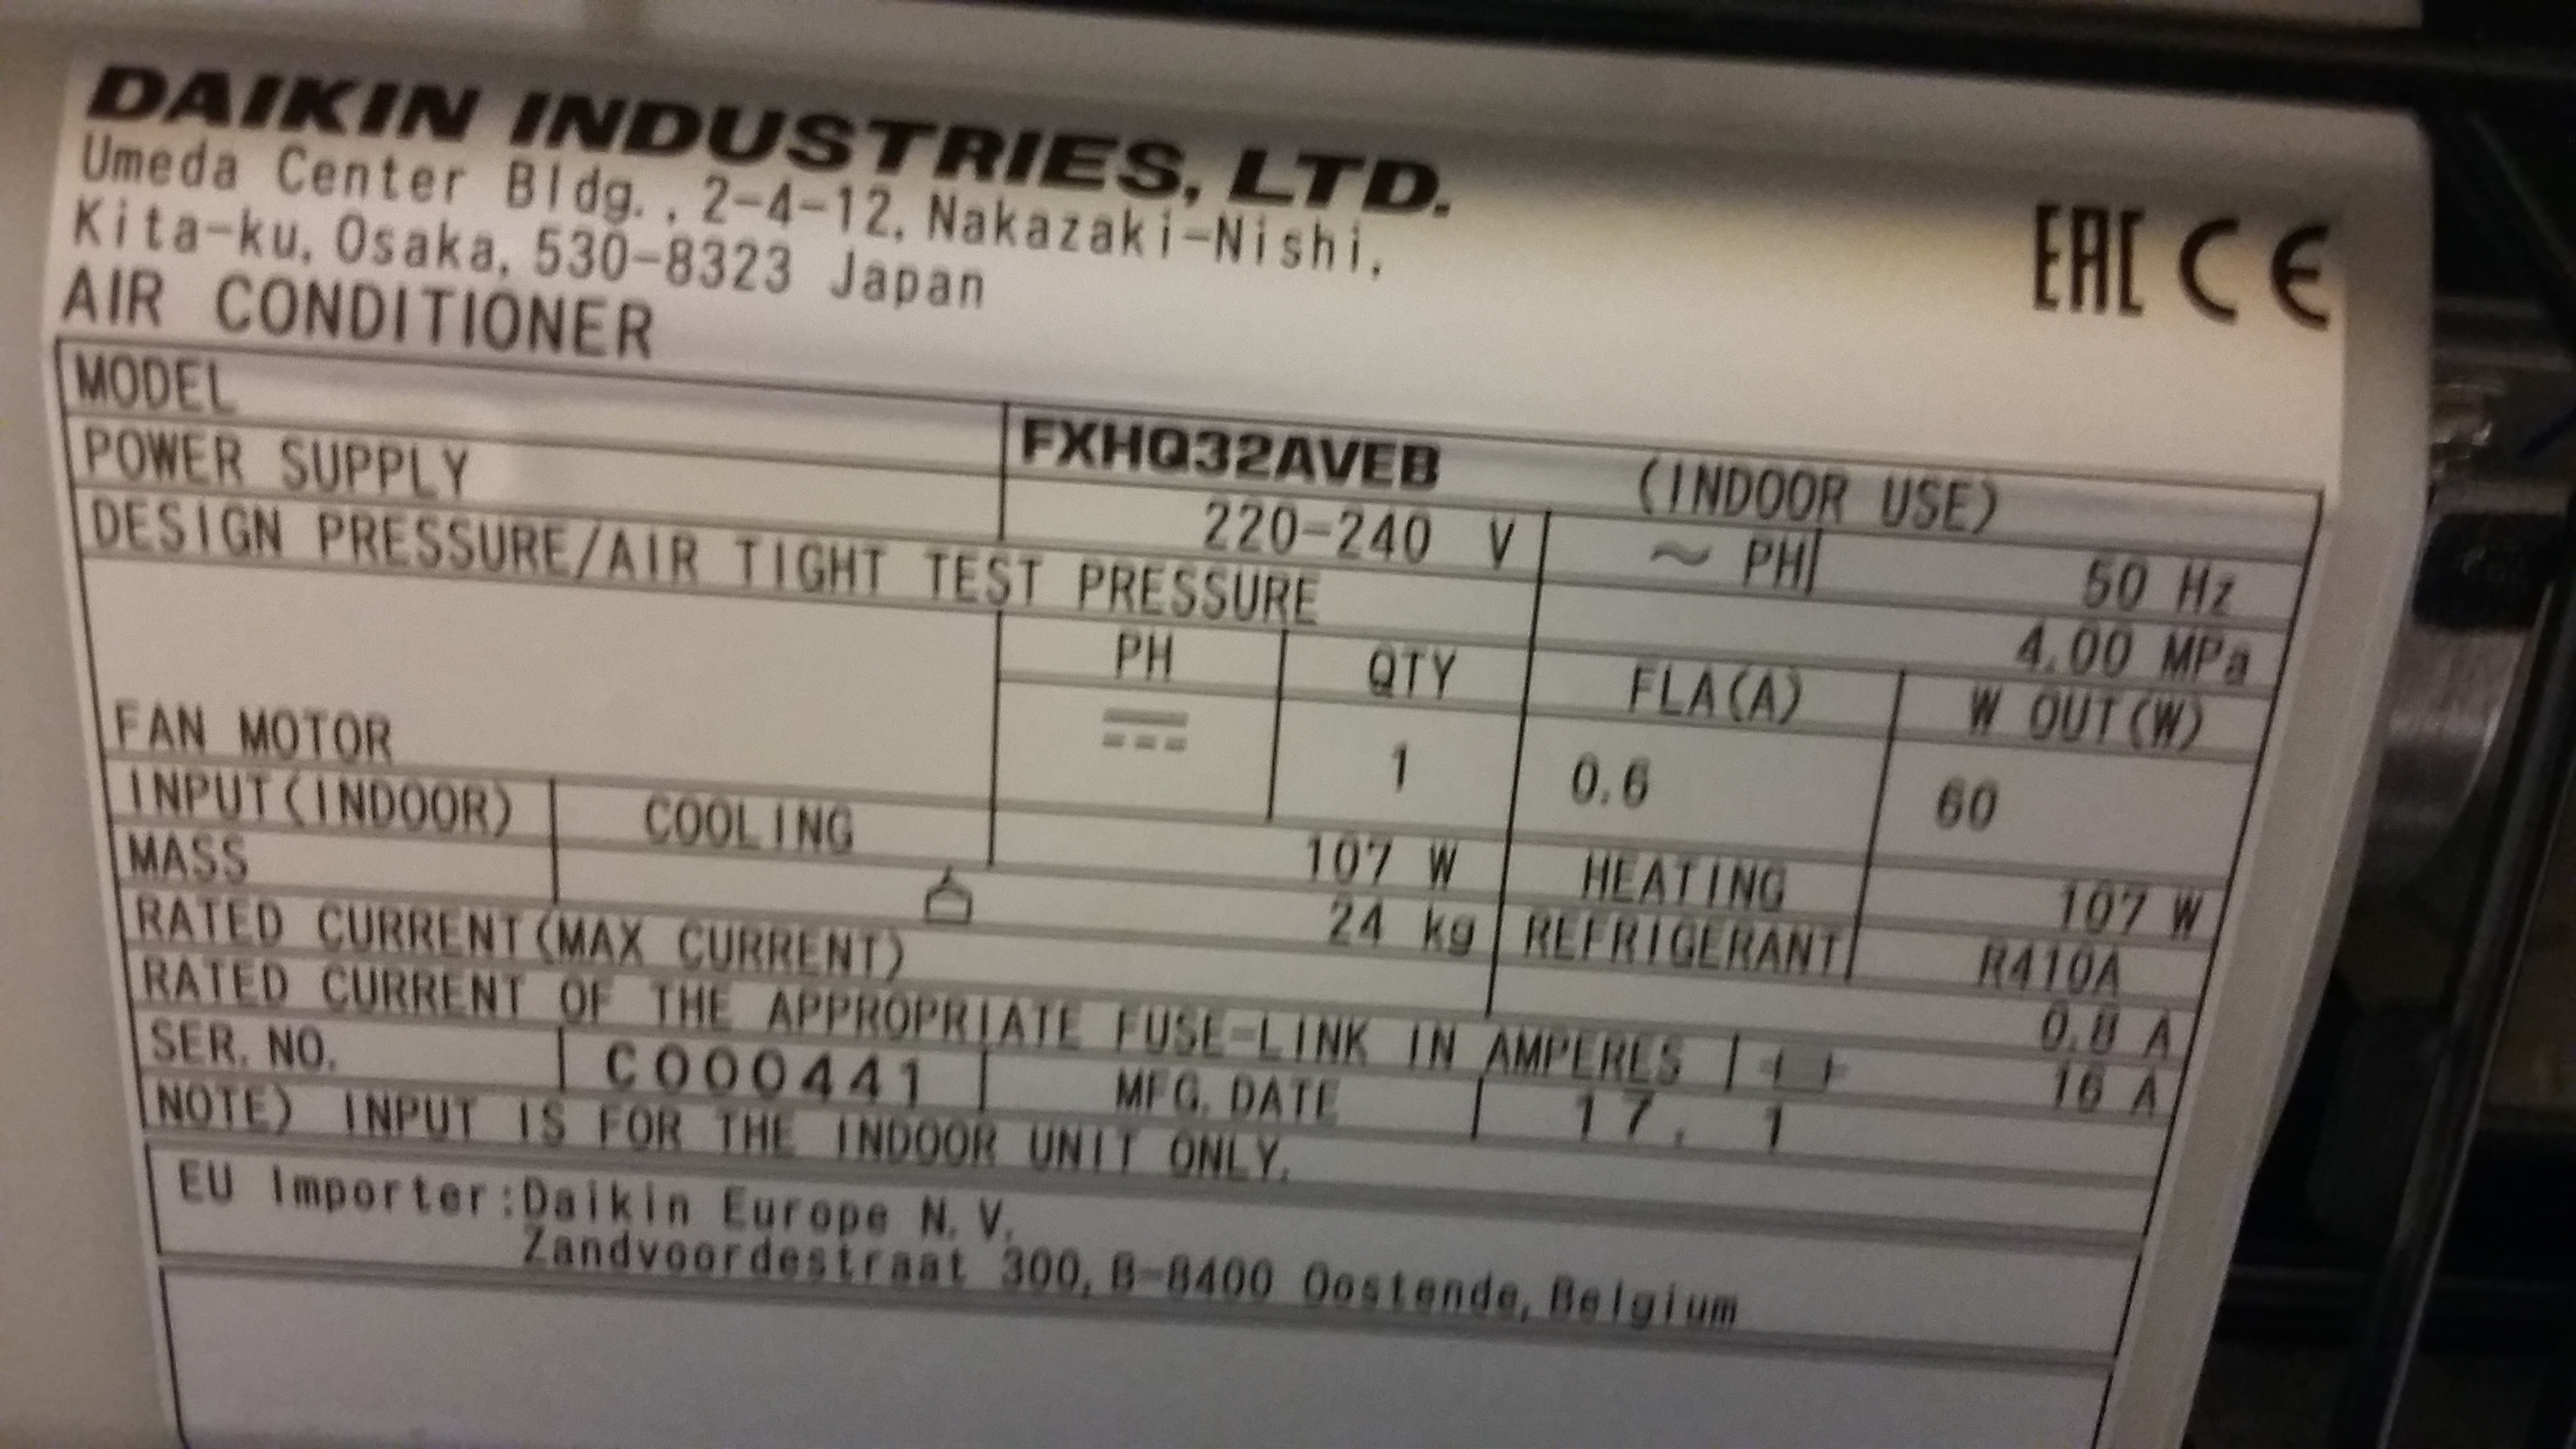 DAIKIN INDUSTRIES, LTD.
Umeda Center Bldg., 2-4-12, Nakazaki-Nishi,
Kita-ku, Osaka, 530-8323 Japan
EAC CE
AIR CONDITIONER
MODEL FXHQ32AVEB (INDOOR USE)
POWER SUPPLY 220-240 V ~ PH 50 Hz
DESIGN PRESSURE/AIR TIGHT TEST PRESSURE 4.00 MPa
PH QTY FLA(A) W OUT(W)
FAN MOTOR ⎓ 1 0.6 60
INPUT(INDOOR) COOLING 107 W HEATING 107 W
MASS 24 kg REFRIGERANT R410A
RATED CURRENT(MAX CURRENT) 0.8 A
RATED CURRENT OF THE APPROPRIATE FUSE-LINK IN AMPERES 16 A
SER. NO. C000441 MFG. DATE 17. 1
NOTE) INPUT IS FOR THE INDOOR UNIT ONLY.
EU Importer:Daikin Europe N.V.
Zandvoordestraat 300, B-8400 Oostende, Belgium